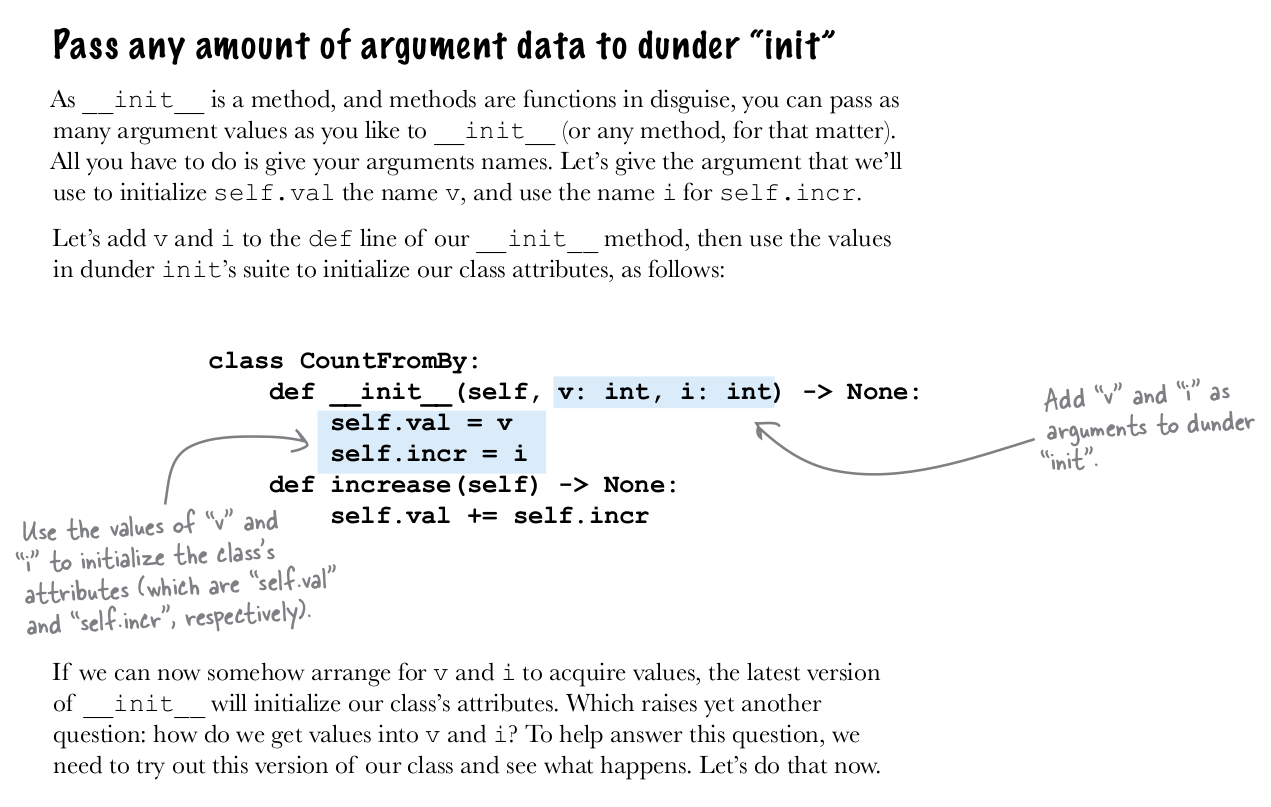 Pass any amount of argument data to dunder “init”
As __init__ is a method, and methods are functions in disguise, you can pass as
many argument values as you like to __init__ (or any method, for that matter).
All you have to do is give your arguments names. Let’s give the argument that we’ll
use to initialize self.val the name v, and use the name i for self.incr.
Let’s add v and i to the def line of our __init__ method, then use the values
in dunder init’s suite to initialize our class attributes, as follows:
class CountFromBy:
    def __init__(self, v: int, i: int) -> None:
        self.val = v
        self.incr = i
    def increase(self) -> None:
        self.val += self.incr
Add “v” and “i” as
arguments to dunder
“init”.
Use the values of “v” and
“i” to initialize the class’s
attributes (which are “self.val”
and “self.incr”, respectively).
If we can now somehow arrange for v and i to acquire values, the latest version
of __init__ will initialize our class’s attributes. Which raises yet another
question: how do we get values into v and i? To help answer this question, we
need to try out this version of our class and see what happens. Let’s do that now.